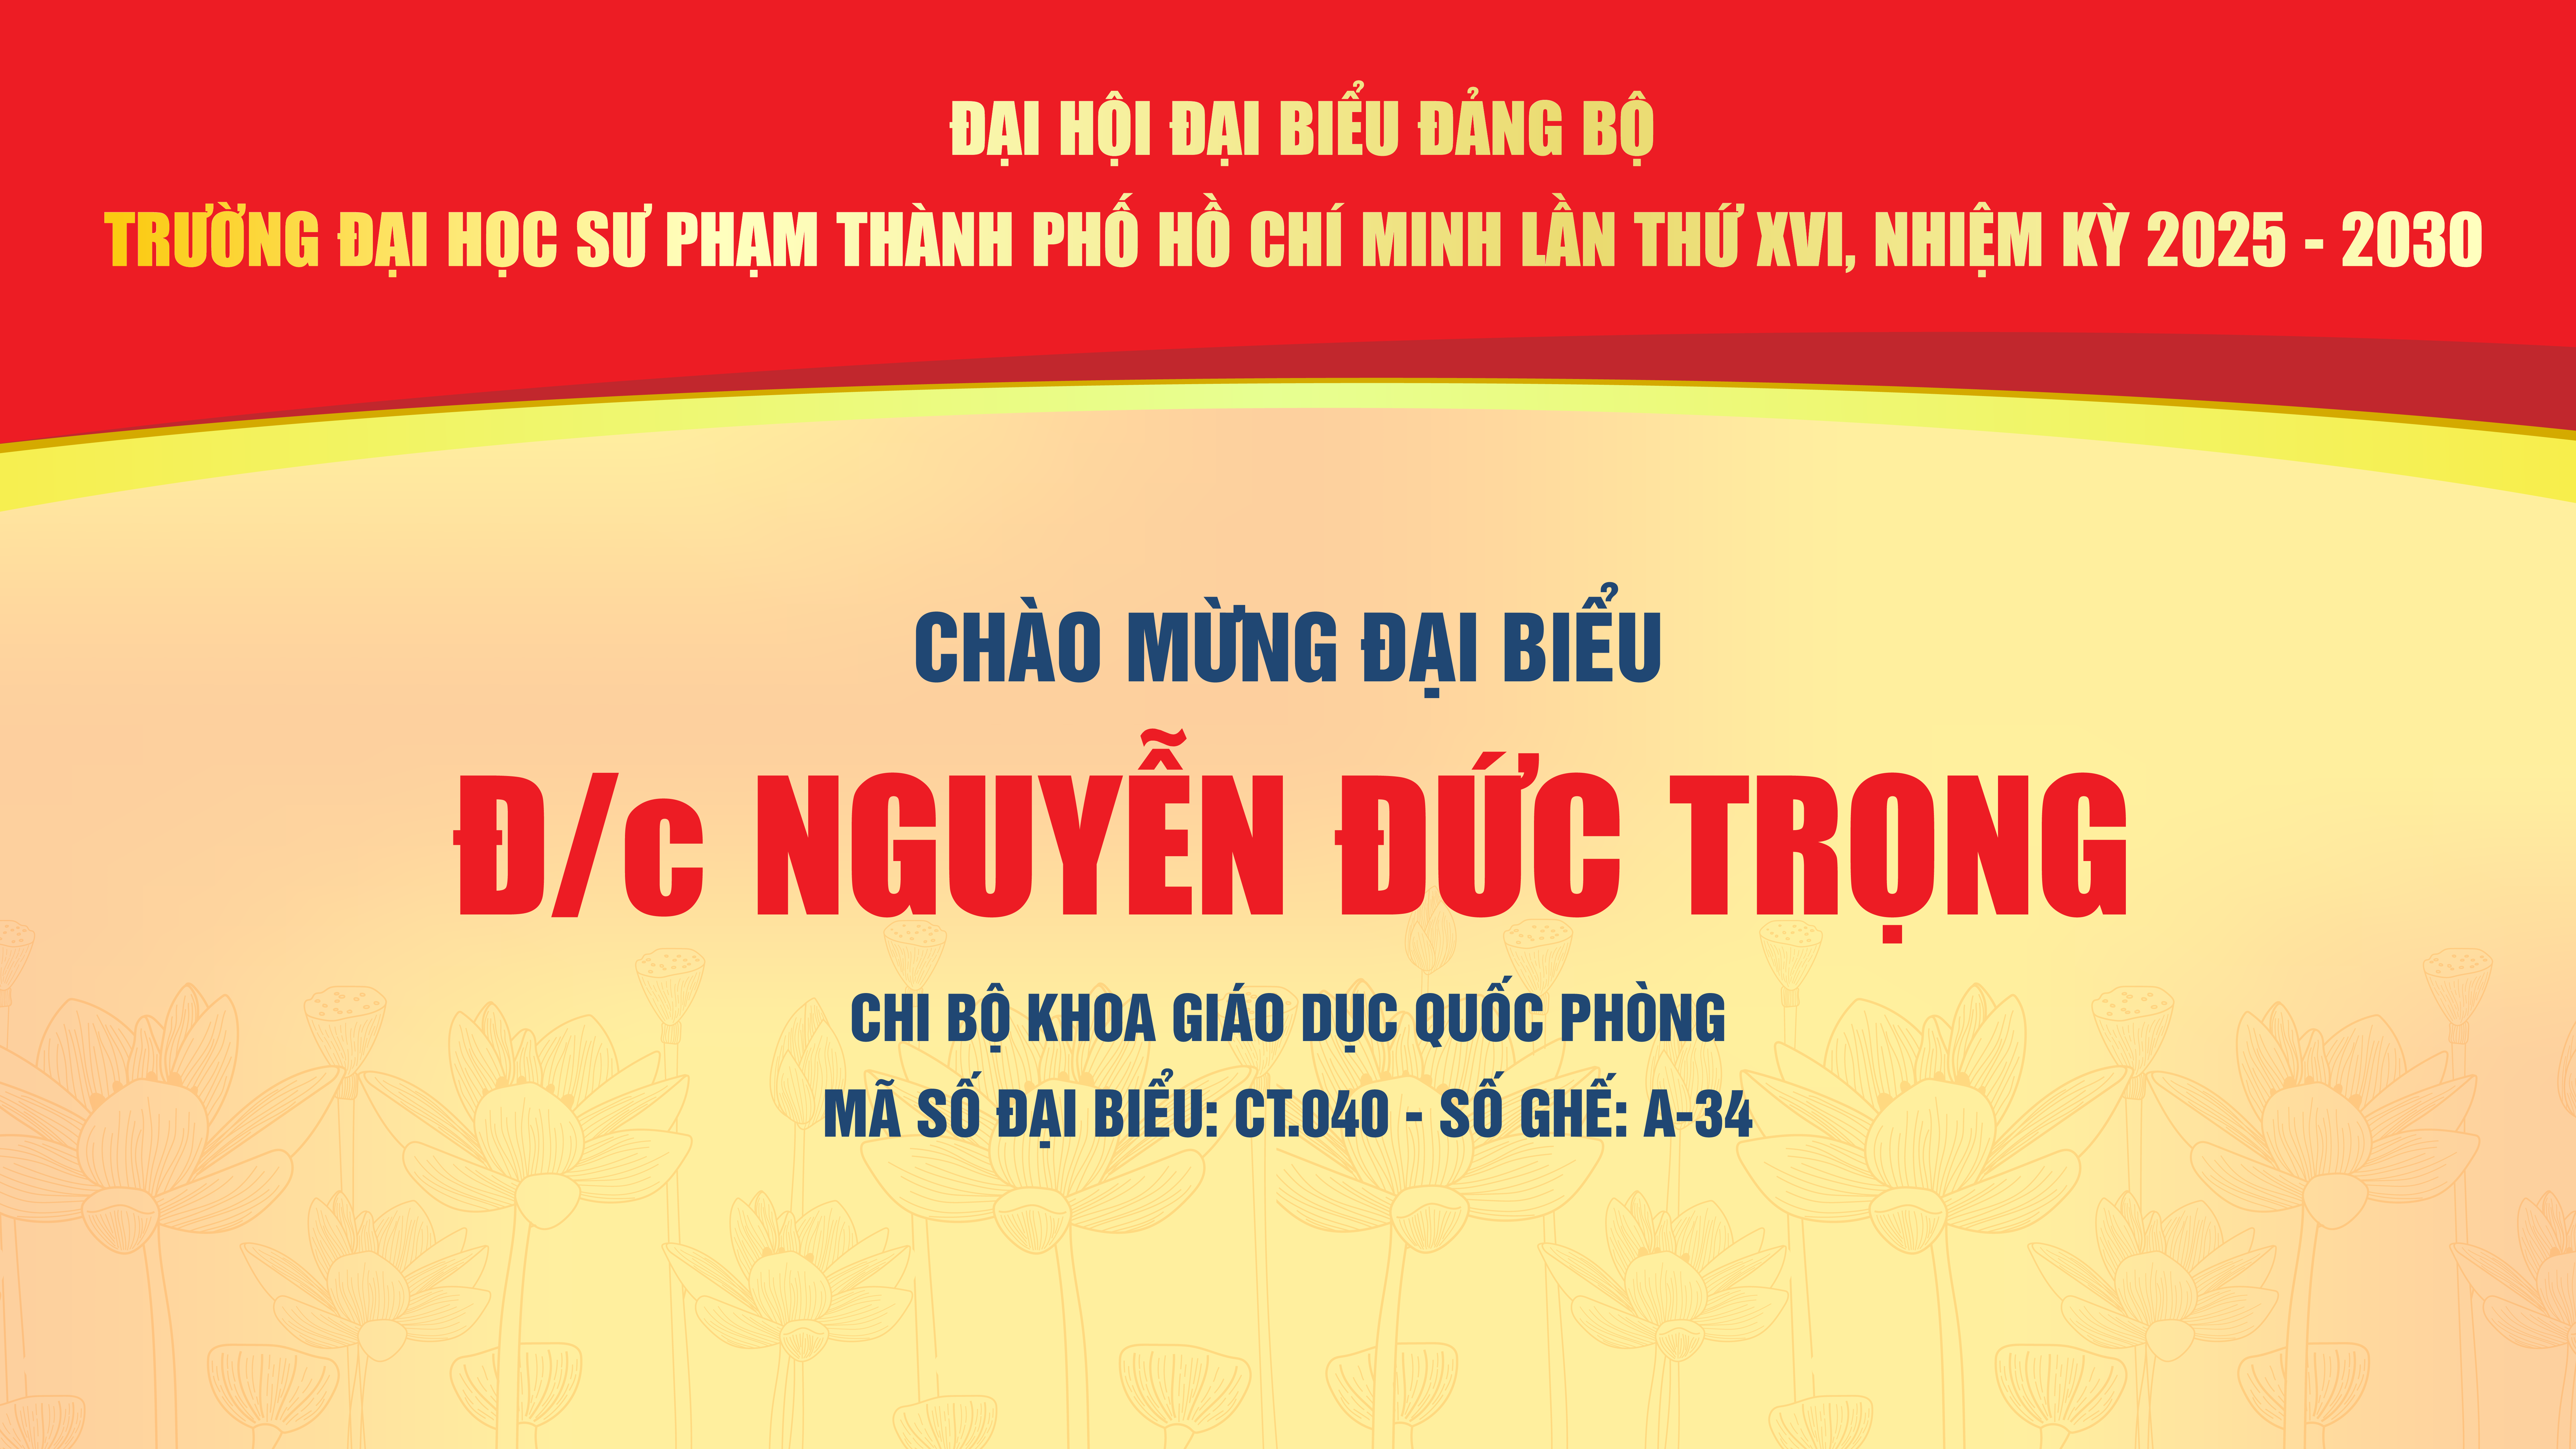 ĐẠI HỘI ĐẠI BIỂU ĐẢNG BỘ
TRƯỜNG ĐẠI HỌC SƯ PHẠM THÀNH PHỐ HỒ CHÍ MINH LẦN THỨ XVI, NHIỆM KỲ 2025 - 2030
CHÀO MỪNG ĐẠI BIỂU
Đ/c NGUYỄN ĐỨC TRỌNG
CHI BỘ KHOA GIÁO DỤC QUỐC PHÒNG
MÃ SỐ ĐẠI BIỂU: CT.040 - SỐ GHẾ: A-34